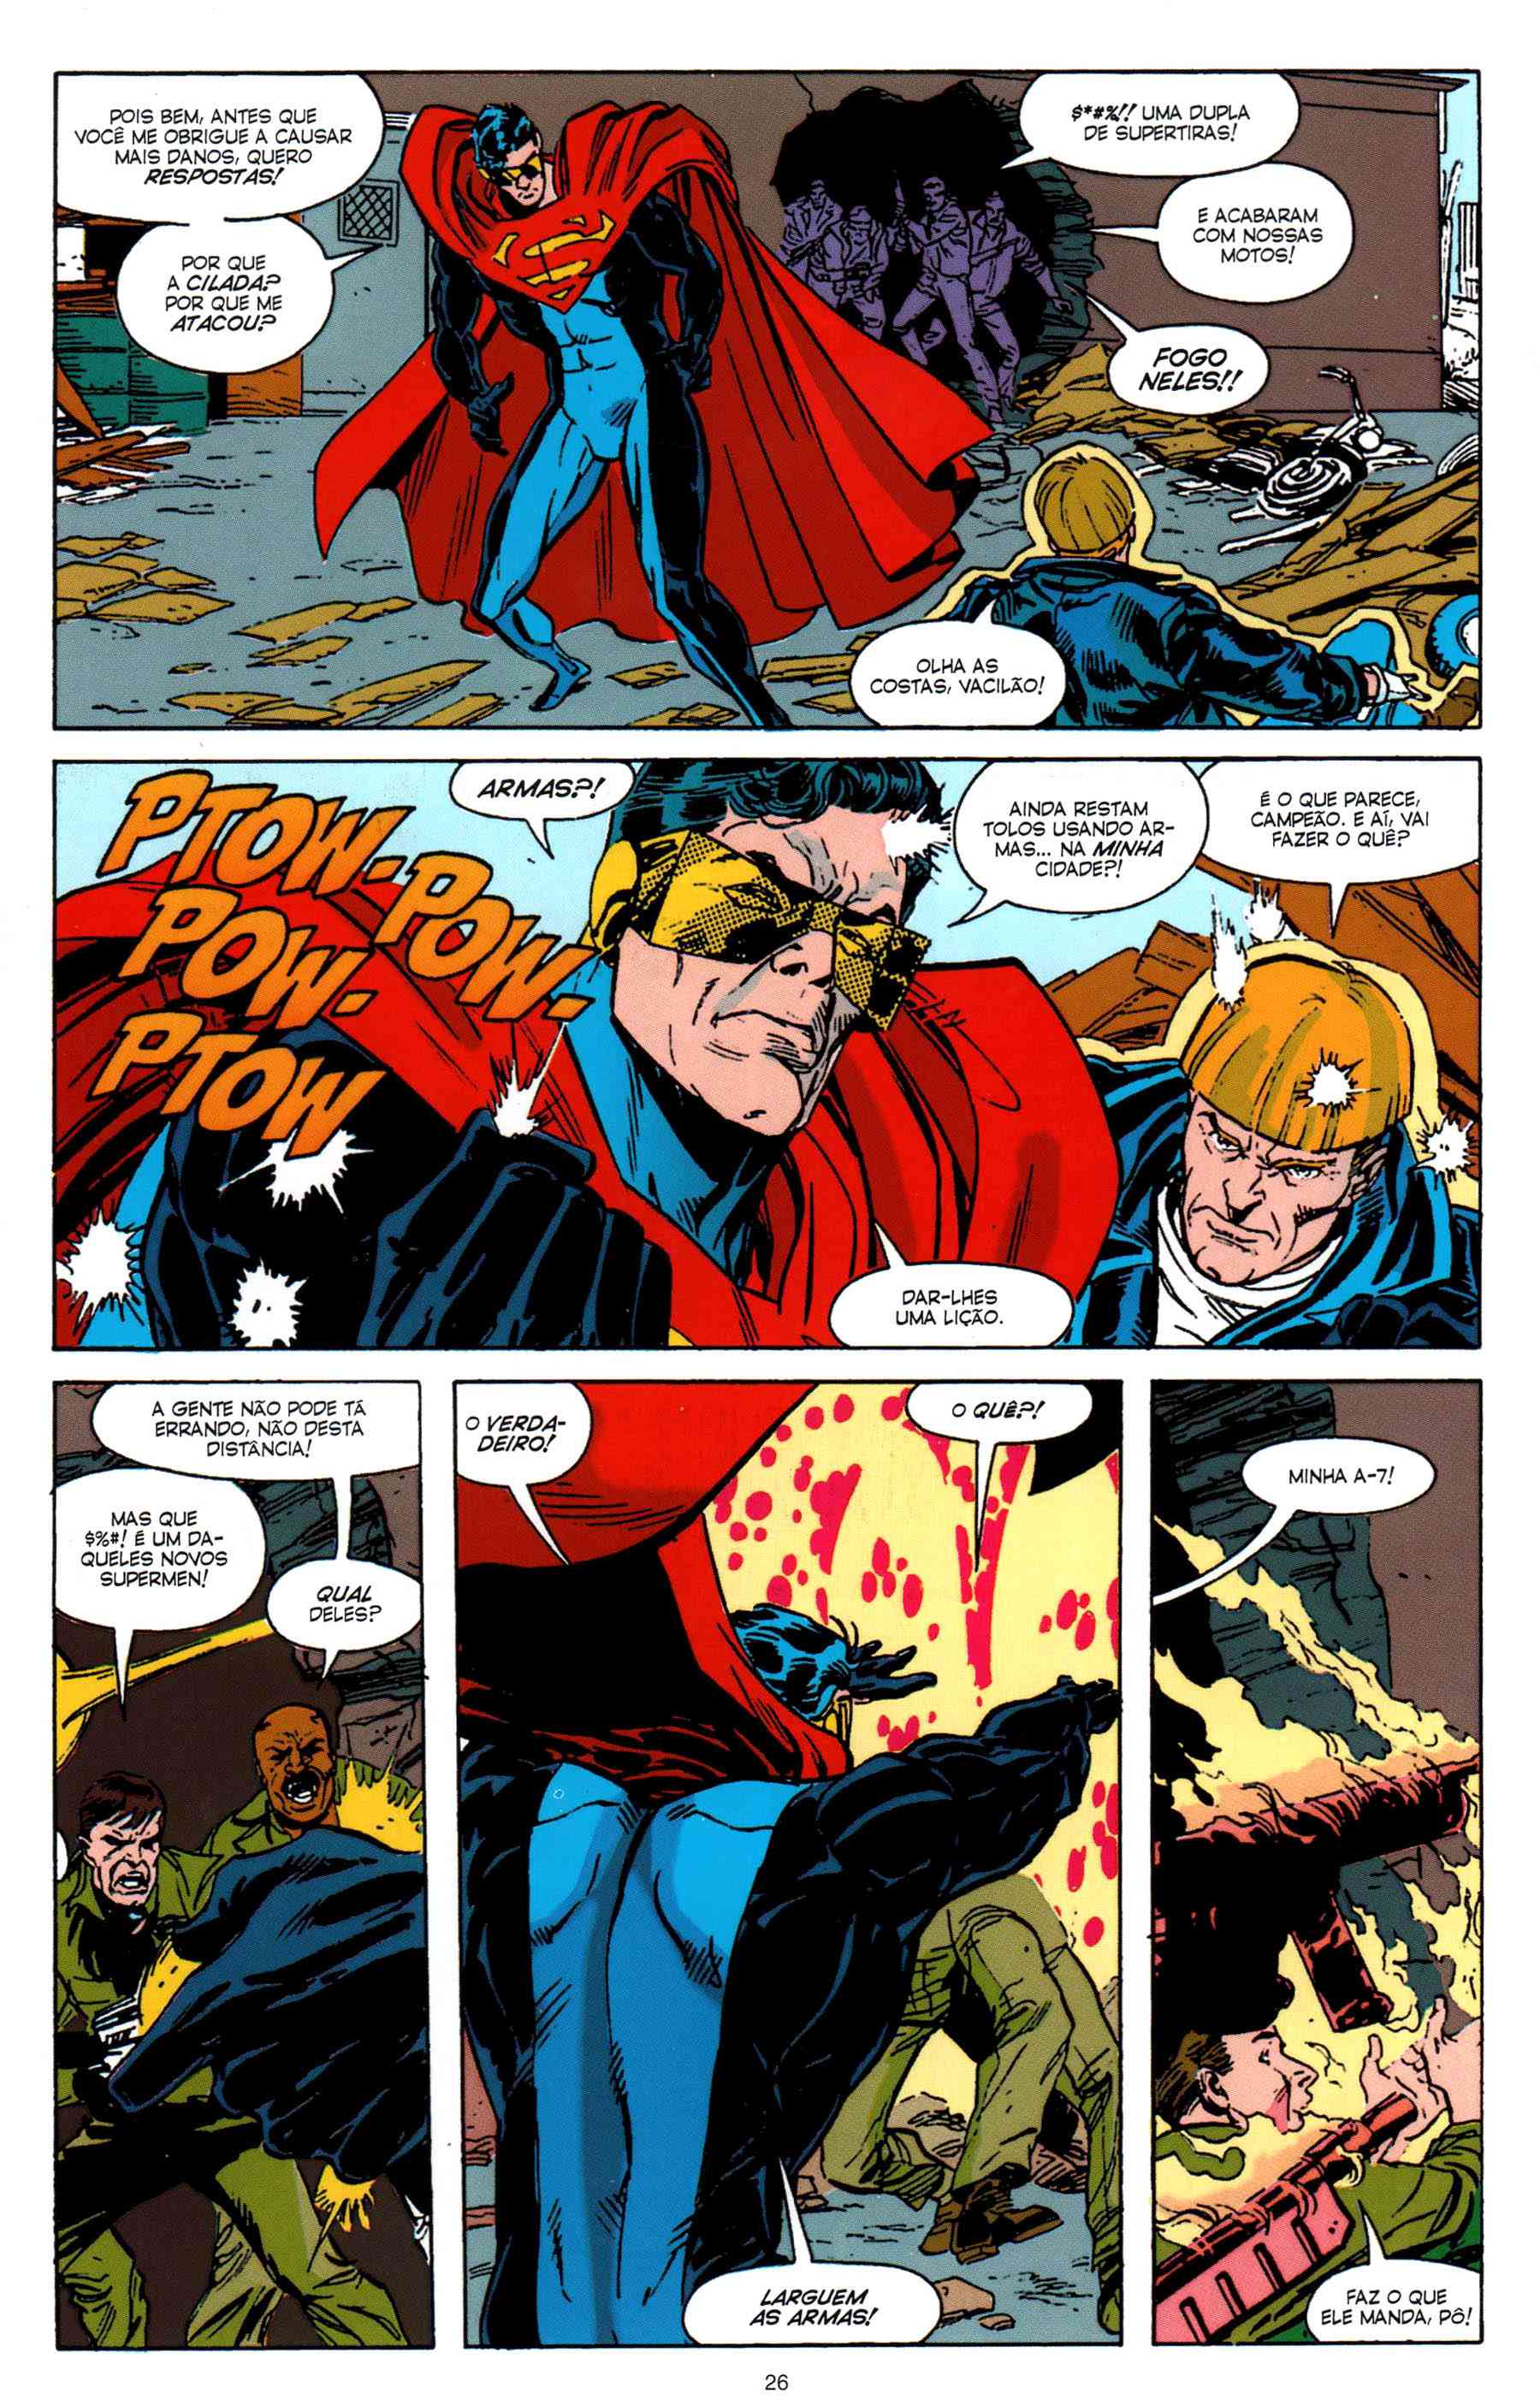 POIS BEM, ANTES QUE
VOCÊ ME OBRIGUE A CAUSAR
MAIS DANOS, QUERO
RESPOSTAS!
POR QUE
A CILADA?
POR QUE ME
ATACOU?
$*#%!! UMA DUPLA
DE SUPERTIRAS!
E ACABARAM
COM NOSSAS
MOTOS!
FOGO
NELES!!
OLHA AS
COSTAS, VACILÃO!
PTOW-POW-
POW-
PTOW
ARMAS?!
AINDA RESTAM
TOLOS USANDO AR-
MAS... NA MINHA
CIDADE?!
É O QUE PARECE,
CAMPEÃO. E AÍ, VAI
FAZER O QUÊ?
DAR-LHES
UMA LIÇÃO.
A GENTE NÃO PODE TÁ
ERRANDO, NÃO DESTA
DISTÂNCIA!
MAS QUE
$%#! É UM DA-
QUELES NOVOS
SUPERMEN!
QUAL
DELES?
O VERDA-
DEIRO!
O QUÊ?!
LARGUEM
AS ARMAS!
MINHA A-7!
FAZ O QUE
ELE MANDA, PÔ!
26